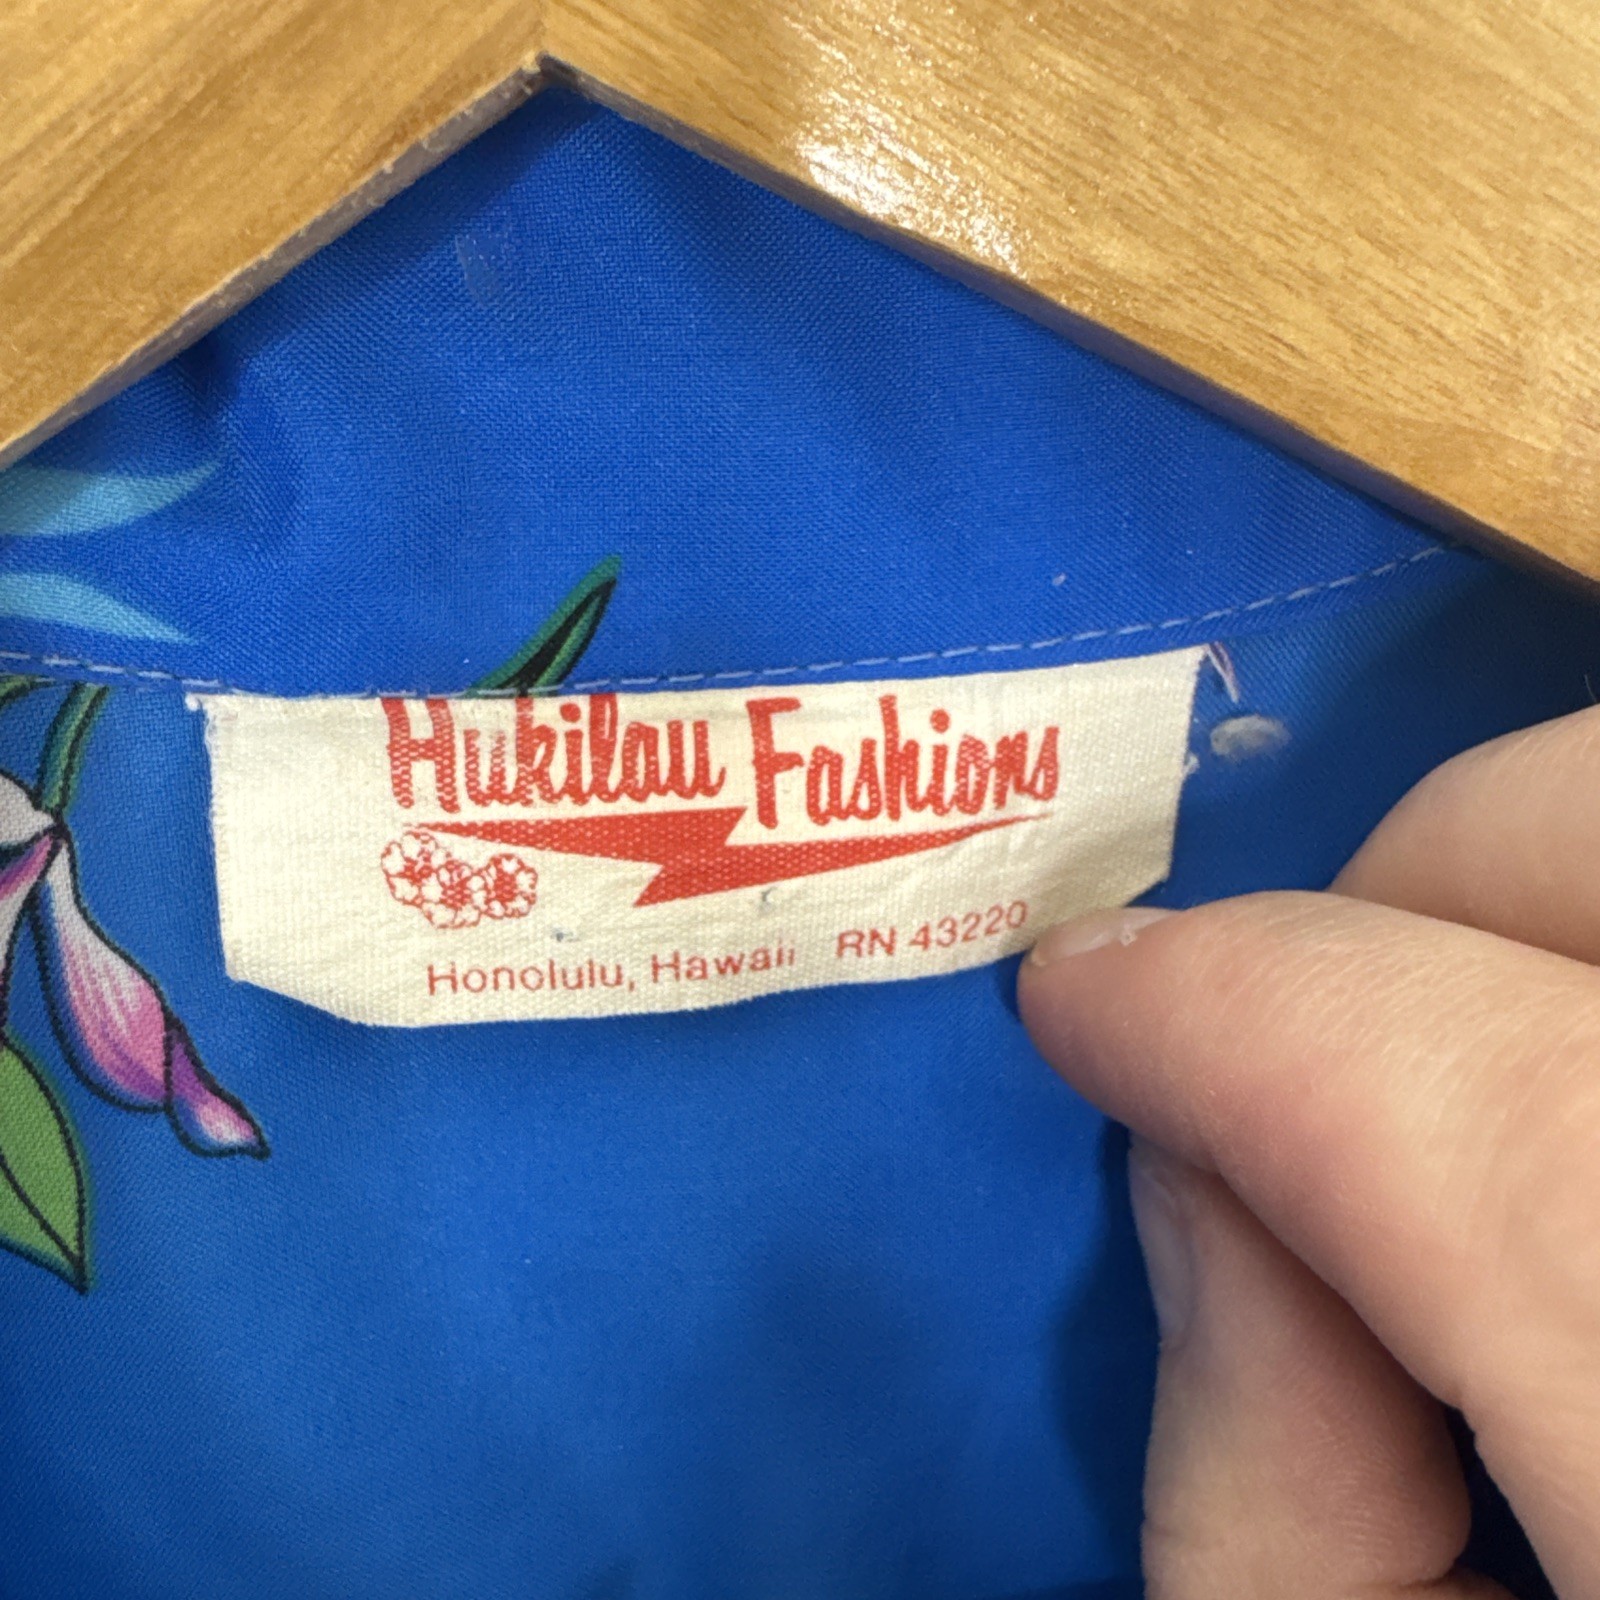 Hukilau Fashions
Honolulu, Hawaii RN 43220